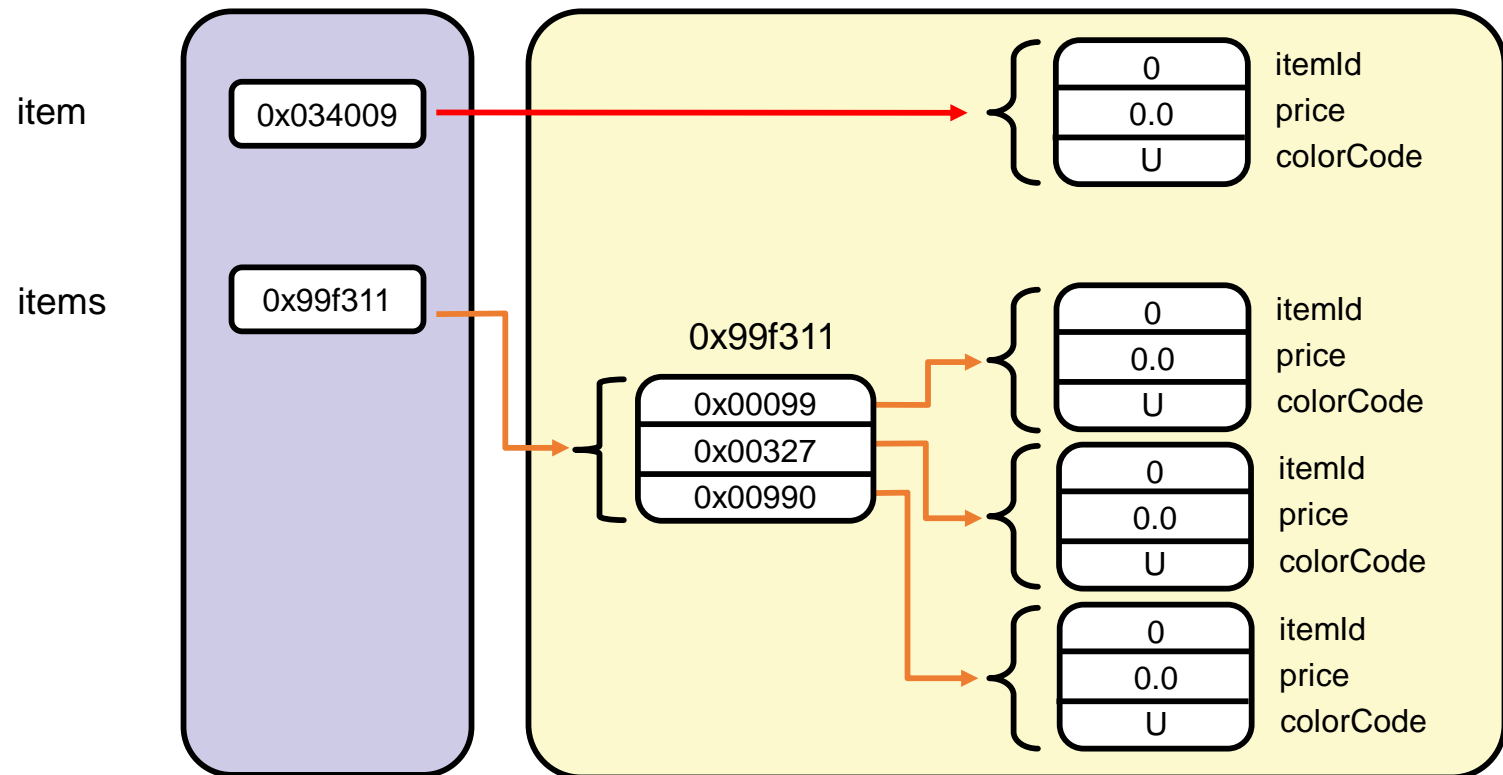 item
0x034009
0
itemId
0.0
price
U
colorCode
items
0x99f311
0x99f311
0x00099
0x00327
0x00990
0
itemId
0.0
price
U
colorCode
0
itemId
0.0
price
U
colorCode
0
itemId
0.0
price
U
colorCode